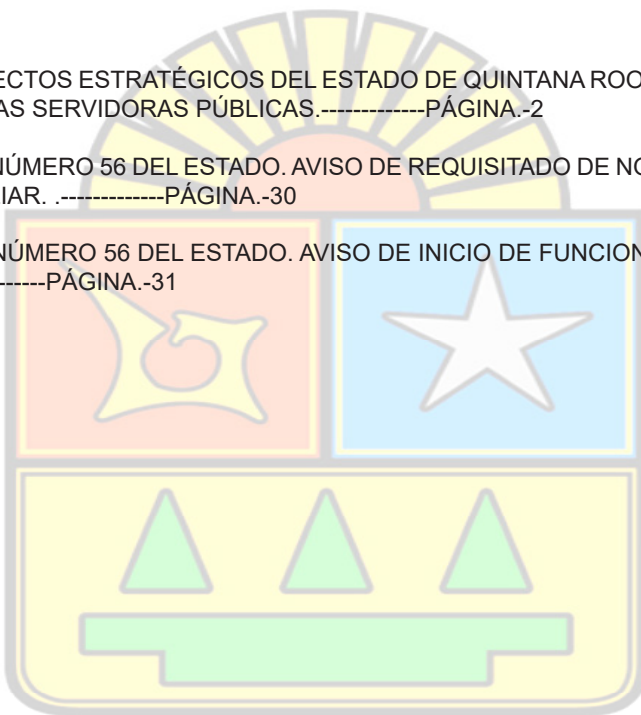 ECTOS ESTRATÉGICOS DEL ESTADO DE QUINTANA ROO
AS SERVIDORAS PÚBLICAS.-------------PÁGINA.-2
NÚMERO 56 DEL ESTADO. AVISO DE REQUISITADO DE NO
IAR. .-------------PÁGINA.-30
NÚMERO 56 DEL ESTADO. AVISO DE INICIO DE FUNCION
------PÁGINA.-31